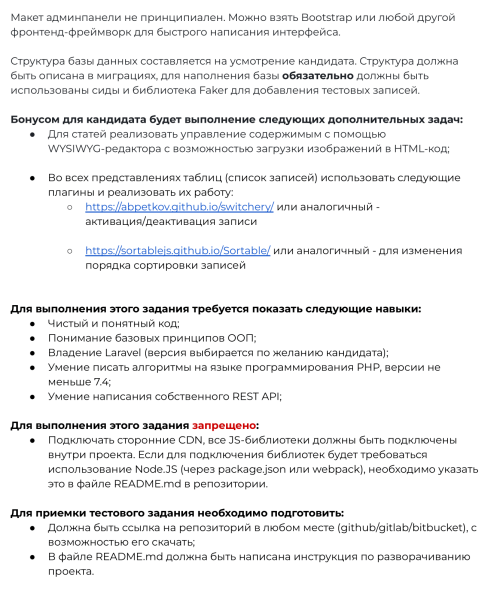 Макет админпанели не принципиален. Можно взять Bootstrap или любой другой
фронтенд-фреймворк для быстрого написания интерфейса.
Структура базы данных составляется на усмотрение кандидата. Структура должна
быть описана в миграциях, для наполнения базы обязательно должны быть
использованы сиды и библиотека Faker для добавления тестовых записей.
Бонусом для кандидата будет выполнение следующих дополнительных задач:
● Для статей реализовать управление содержимым с помощью
WYSIWYG-редактора с возможностью загрузки изображений в HTML-код;
● Во всех представлениях таблиц (список записей) использовать следующие
плагины и реализовать их работу:
○ https://abpetkov.github.io/switchery/ или аналогичный -
активация/деактивация записи
○ https://sortablejs.github.io/Sortable/ или аналогичный - для изменения
порядка сортировки записей
Для выполнения этого задания требуется показать следующие навыки:
● Чистый и понятный код;
● Понимание базовых принципов ООП;
● Владение Laravel (версия выбирается по желанию кандидата);
● Умение писать алгоритмы на языке программирования PHP, версии не
меньше 7.4;
● Умение написания собственного REST API;
Для выполнения этого задания запрещено:
● Подключать сторонние CDN, все JS-библиотеки должны быть подключены
внутри проекта. Если для подключения библиотек будет требоваться
использование Node.JS (через package.json или webpack), необходимо указать
это в файле README.md в репозитории.
Для приемки тестового задания необходимо подготовить:
● Должна быть ссылка на репозиторий в любом месте (github/gitlab/bitbucket), с
возможностью его скачать;
● В файле README.md должна быть написана инструкция по разворачиванию
проекта.